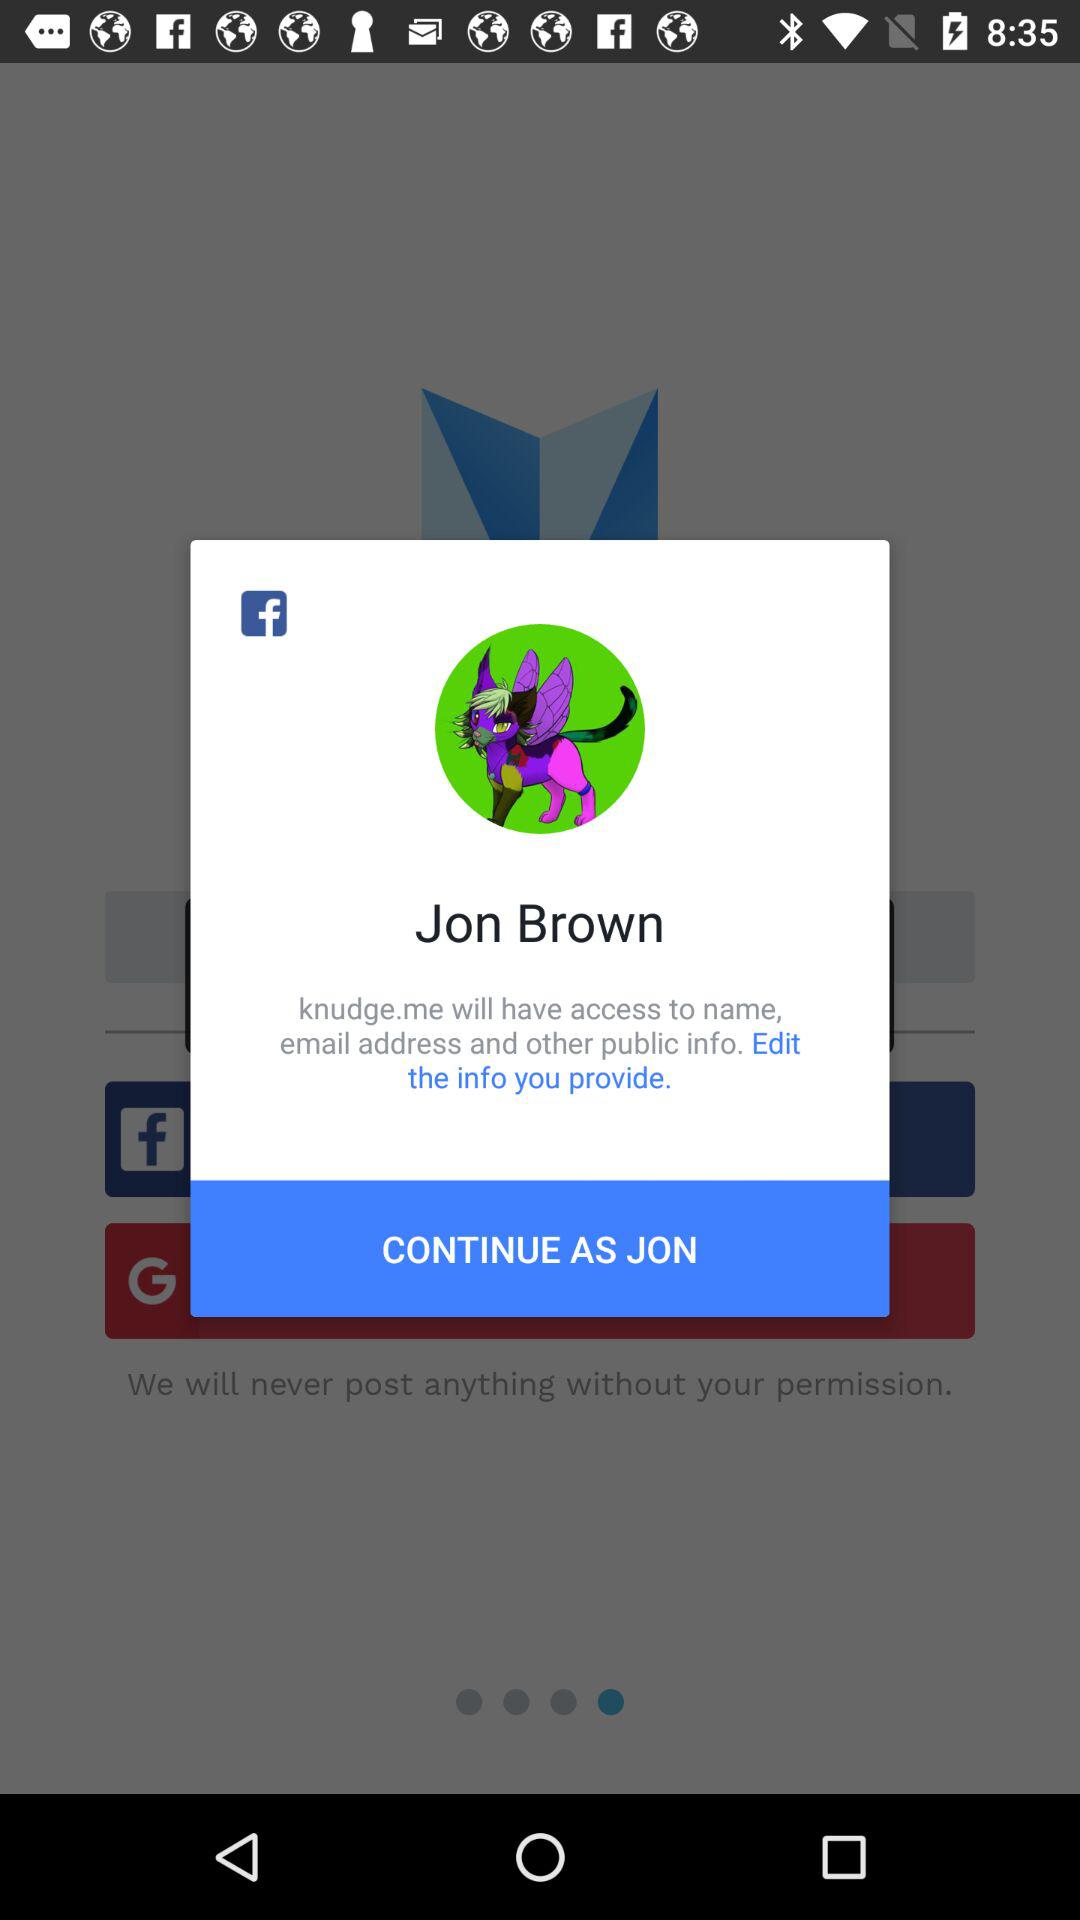 8:35
Jon Brown
knudge.me will have access to name,
email address and other public info. Edit
the info you provide.
CONTINUE AS JON
We will never post anything without your permission.